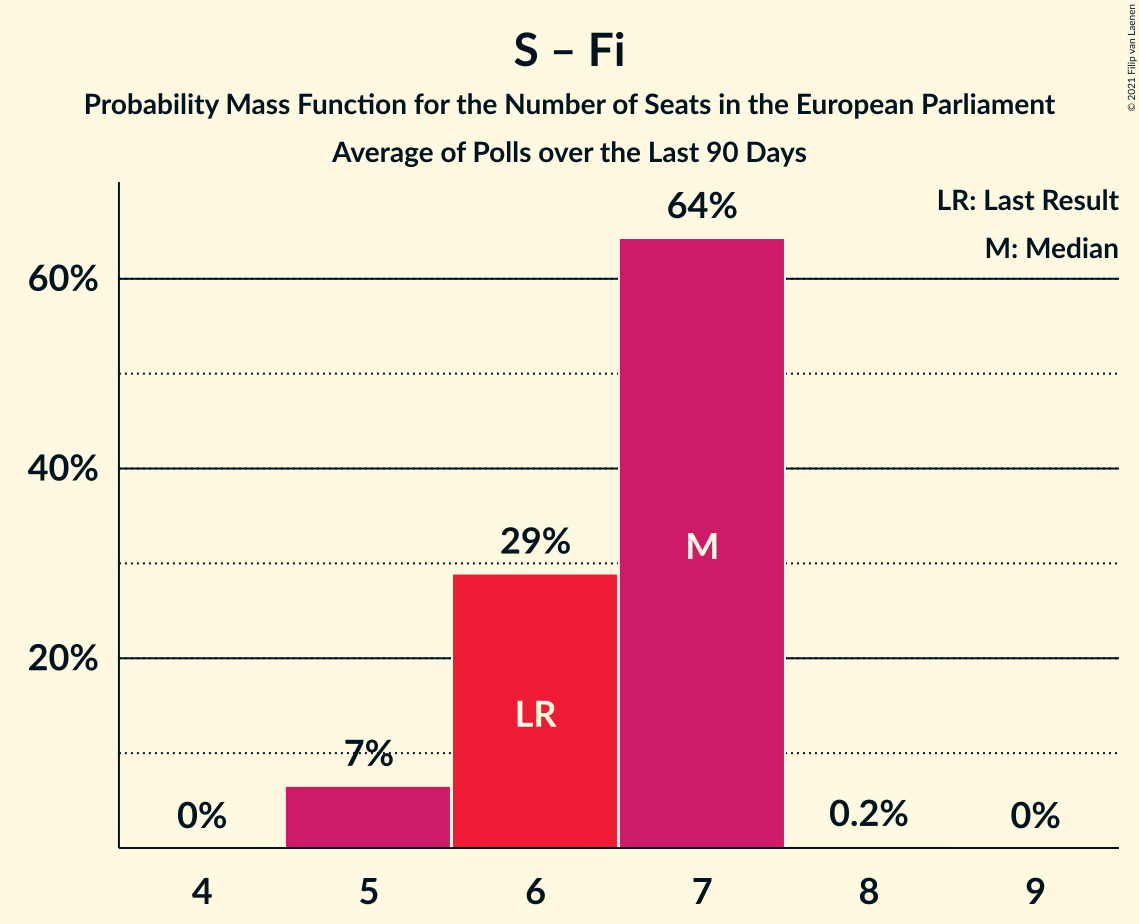 S – Fi
Probability Mass Function for the Number of Seats in the European Parliament
Average of Polls over the Last 90 Days
© 2021 Filip van Laenen
LR: Last Result
M: Median
60%
40%
20%
0%
7%
29%
64%
0.2%
0%
LR
M
4 5 6 7 8 9